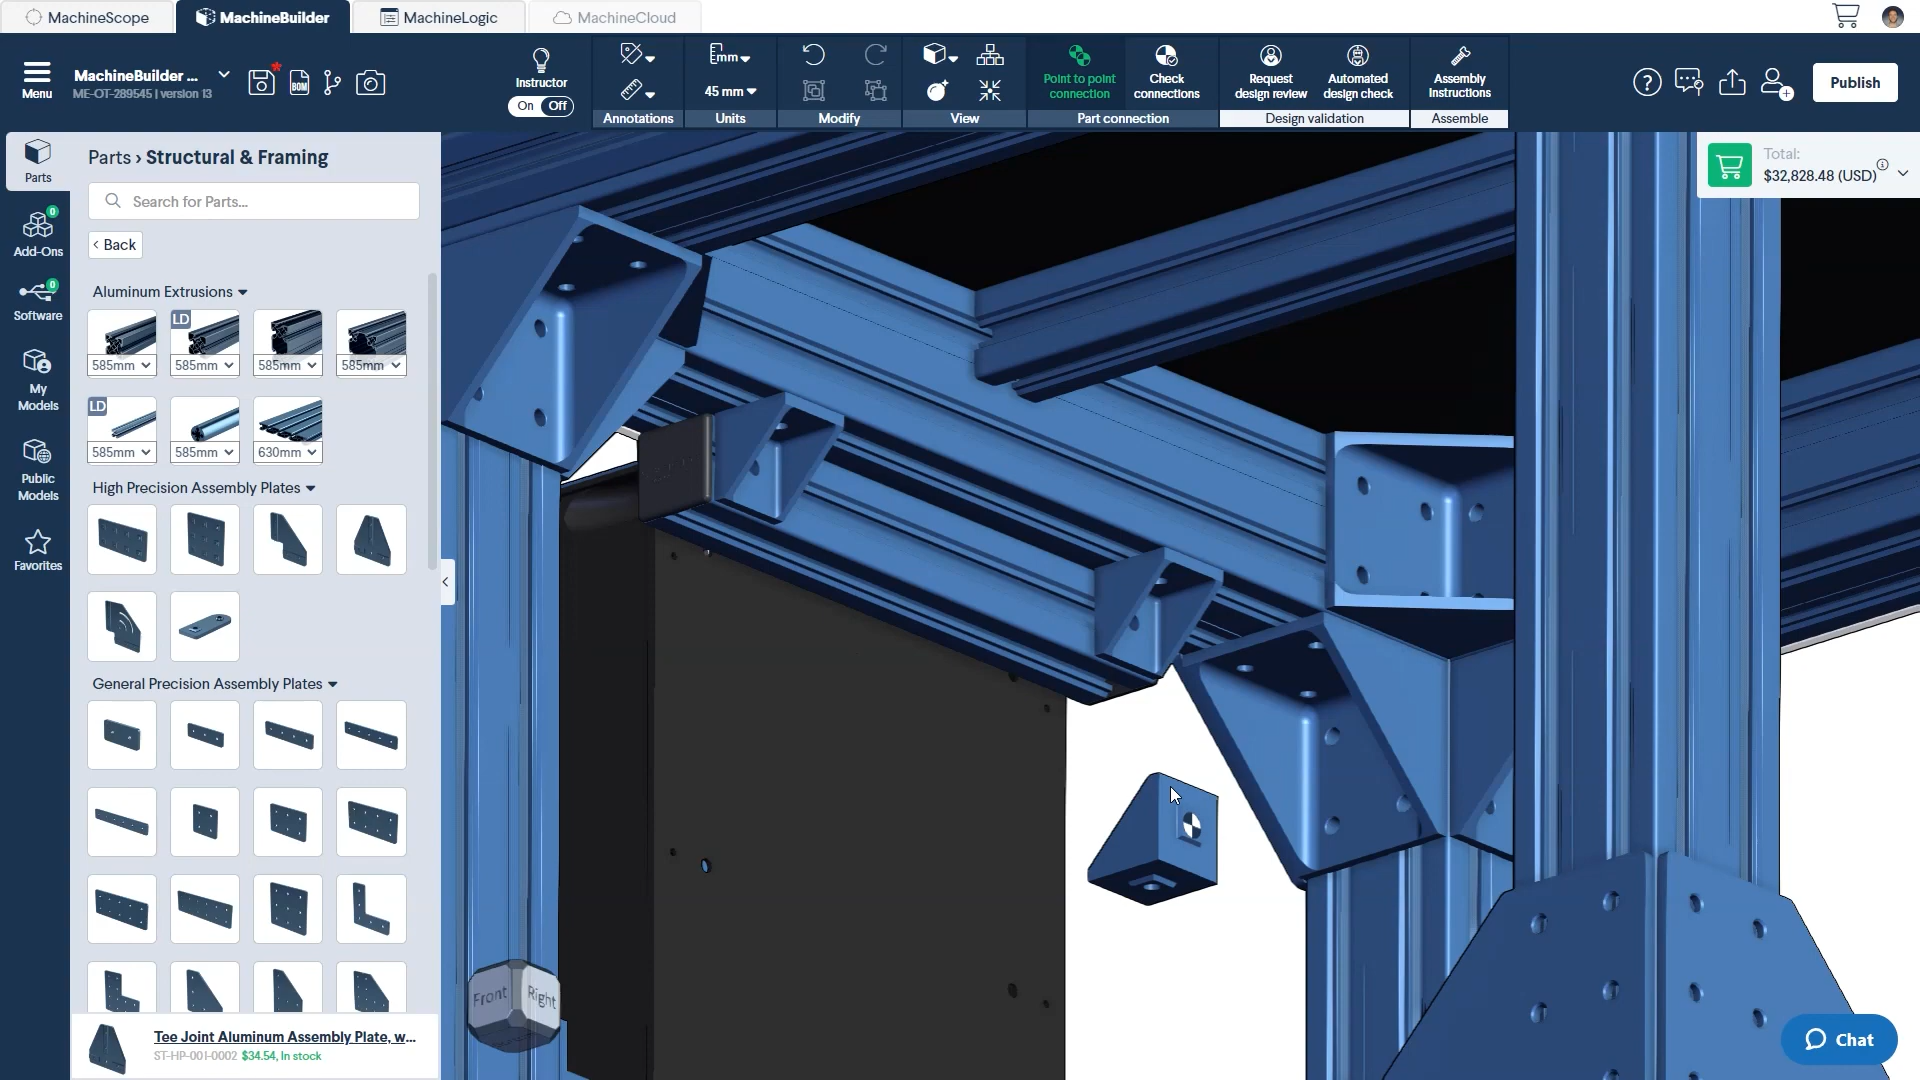 MachineScope
MachineBuilder
MachineLogic
MachineCloud
Menu
MachineBuilder ...
ME-OT-289545 | version 13
BOM
Instructor
On Off
Annotations
mm
45 mm
Units
Modify
View
Point to point
connection
Check
connections
Part connection
Request
design review
Automated
design check
Design validation
Assembly
Instructions
Assemble
Publish
Parts
Add-Ons
0
Software
0
My
Models
Public
Models
Favorites
Parts › Structural & Framing
Search for Parts...
Back
Aluminum Extrusions
LD
585mm
585mm
585mm
585mm
LD
585mm
585mm
630mm
High Precision Assembly Plates
General Precision Assembly Plates
Tee Joint Aluminum Assembly Plate, w...
ST-HP-001-0002 $34.54, In stock
Total:
$32,828.48 (USD)
Front
Right
Chat